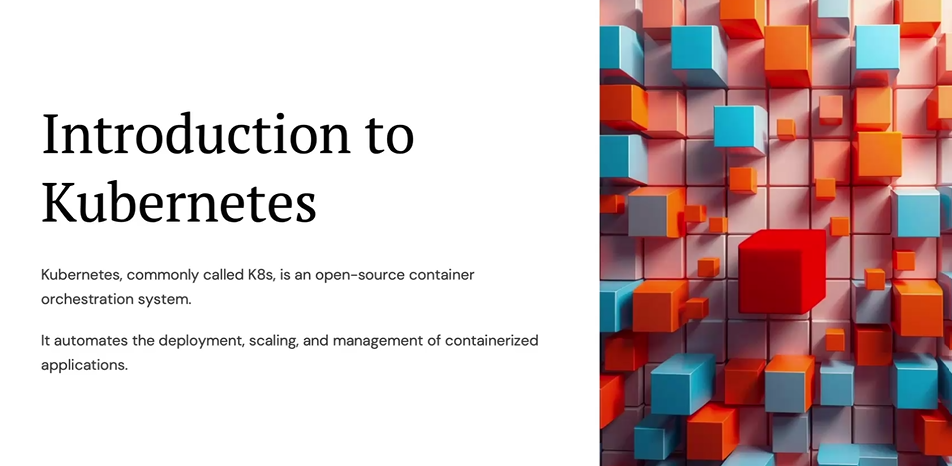 Introduction to
Kubernetes
Kubernetes, commonly called K8s, is an open-source container
orchestration system.
It automates the deployment, scaling, and management of containerized
applications.